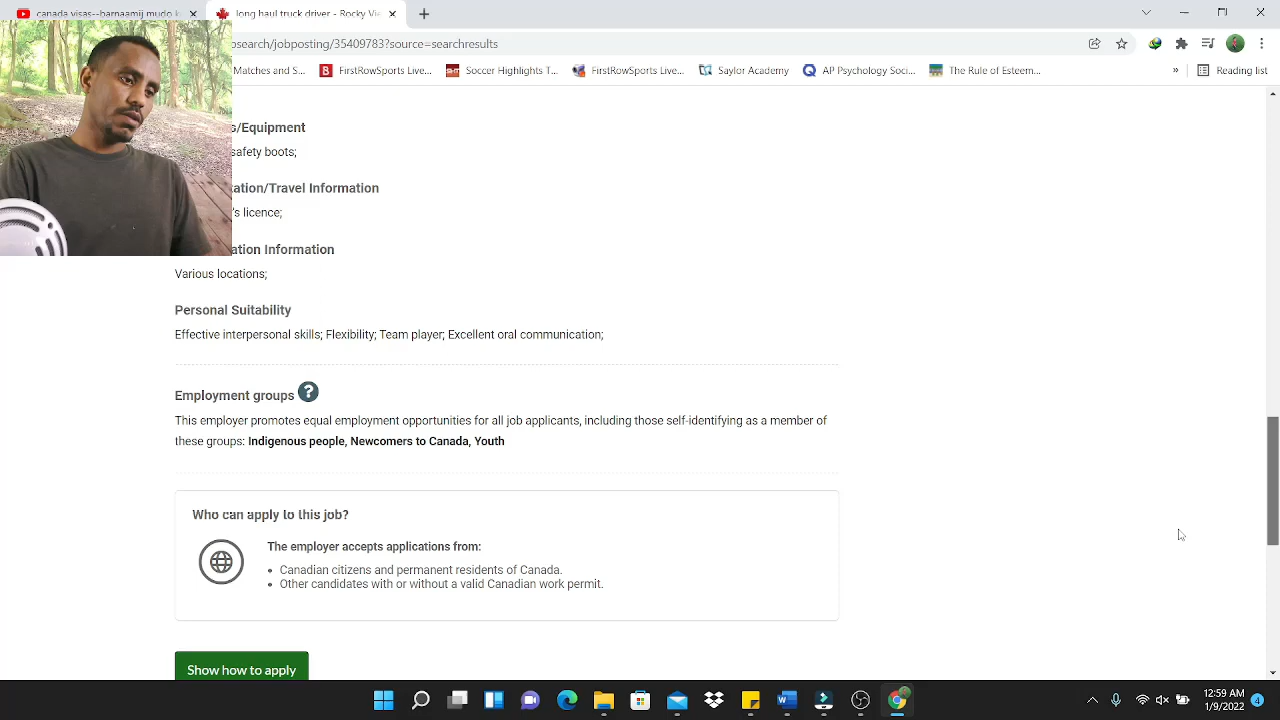 canada visas--barnaamij mudo ky
long haul truck driver - Burnaby, B
search/jobposting/35409783?source=searchresults
Matches and S...
FirstRowSports Live...
Soccer Highlights T...
FirstRowSports Live...
Saylor Academy
AP Psychology Soci...
The Rule of Esteem...
»
Reading list
s/Equipment
safety boots;
ation/Travel Information
's licence;
ation Information
Various locations;
Personal Suitability
Effective interpersonal skills; Flexibility; Team player; Excellent oral communication;
Employment groups ?
This employer promotes equal employment opportunities for all job applicants, including those self-identifying as a member of
these groups: Indigenous people, Newcomers to Canada, Youth
Who can apply to this job?
The employer accepts applications from:
Canadian citizens and permanent residents of Canada.
Other candidates with or without a valid Canadian work permit.
Show how to apply
12:59 AM
1/9/2022
4